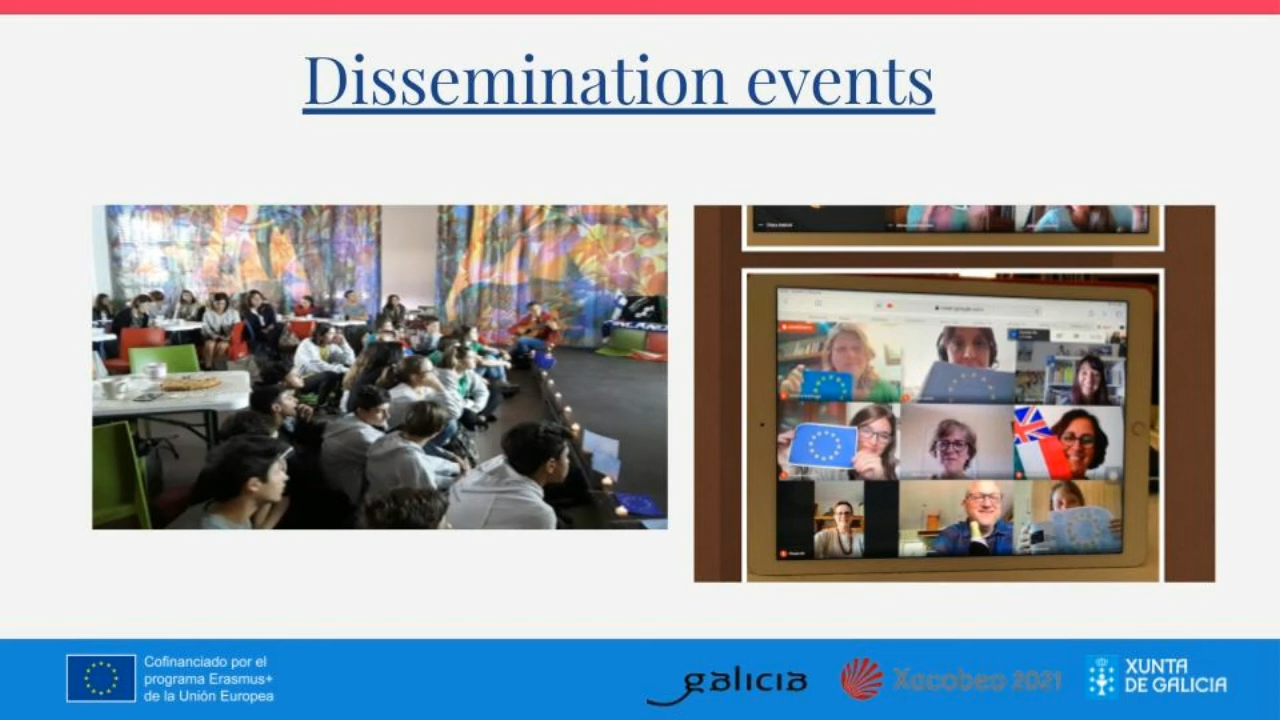 Dissemination events
Cofinanciado por el
programa Erasmus+
de la Unión Europea
galicia
Xacobeo 2021
XUNTA
DE GALICIA